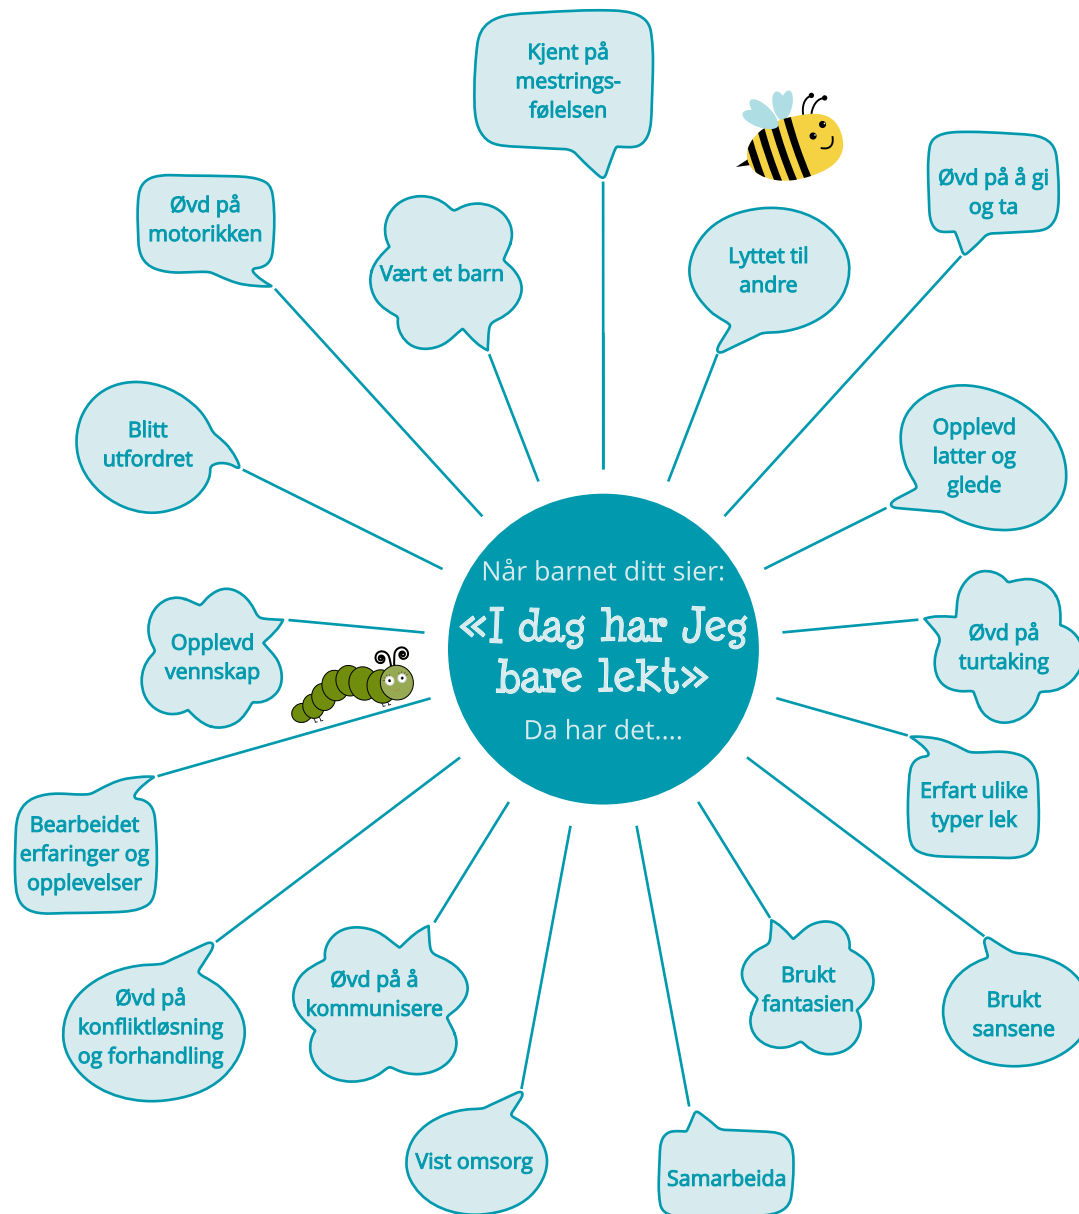 Kjent på
mestrings-
følelsen
Øvd på å gi
og ta
Øvd på
motorikken
Vært et barn
Lyttet til
andre
Blitt
utfordret
Opplevd
latter og
glede
Når barnet ditt sier:
«I dag har Jeg
bare lekt»
Da har det....
Opplevd
vennskap
Øvd på
turtaking
Bearbeidet
erfaringer og
opplevelser
Erfart ulike
typer lek
Øvd på
konfliktløsning
og forhandling
Øvd på å
kommunisere
Brukt
fantasien
Brukt
sansene
Vist omsorg
Samarbeida